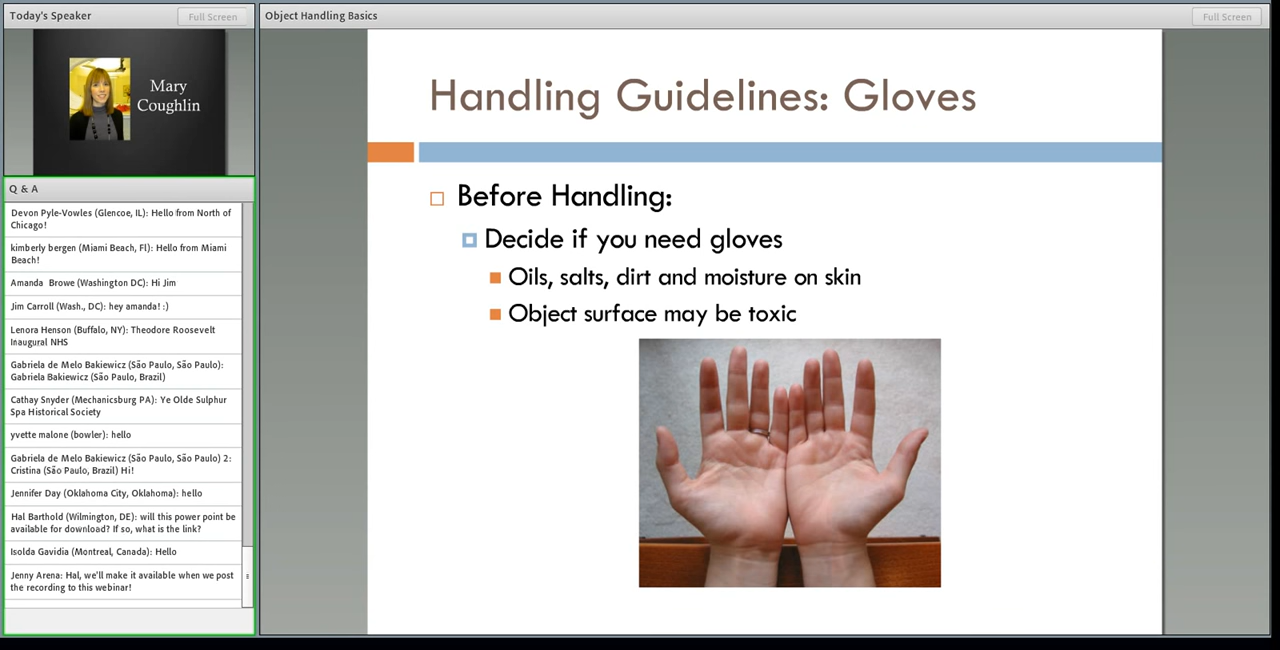 Today's Speaker
Full Screen
Mary
Coughlin
Q & A
Devon Pyle-Vowles (Glencoe, IL): Hello from North of
Chicago!
kimberly bergen (Miami Beach, Fl): Hello from Miami
Beach!
Amanda Browe (Washington DC): Hi Jim
Jim Carroll (Wash., DC): hey amanda! :)
Lenora Henson (Buffalo, NY): Theodore Roosevelt
Inaugural NHS
Gabriela de Melo Bakiewicz (São Paulo, São Paulo):
Gabriela Bakiewicz (São Paulo, Brazil)
Cathay Snyder (Mechanicsburg PA): Ye Olde Sulphur
Spa Historical Society
yvette malone (bowler): hello
Gabriela de Melo Bakiewicz (São Paulo, São Paulo) 2:
Cristina (São Paulo, Brazil) Hi!
Jennifer Day (Oklahoma City, Oklahoma): hello
Hal Barthold (Wilmington, DE): will this power point be
available for download? If so, what is the link?
Isolda Gavidia (Montreal, Canada): Hello
Jenny Arena: Hal, we'll make it available when we post
the recording to this webinar!
Object Handling Basics
Full Screen
Handling Guidelines: Gloves
Before Handling:
Decide if you need gloves
Oils, salts, dirt and moisture on skin
Object surface may be toxic